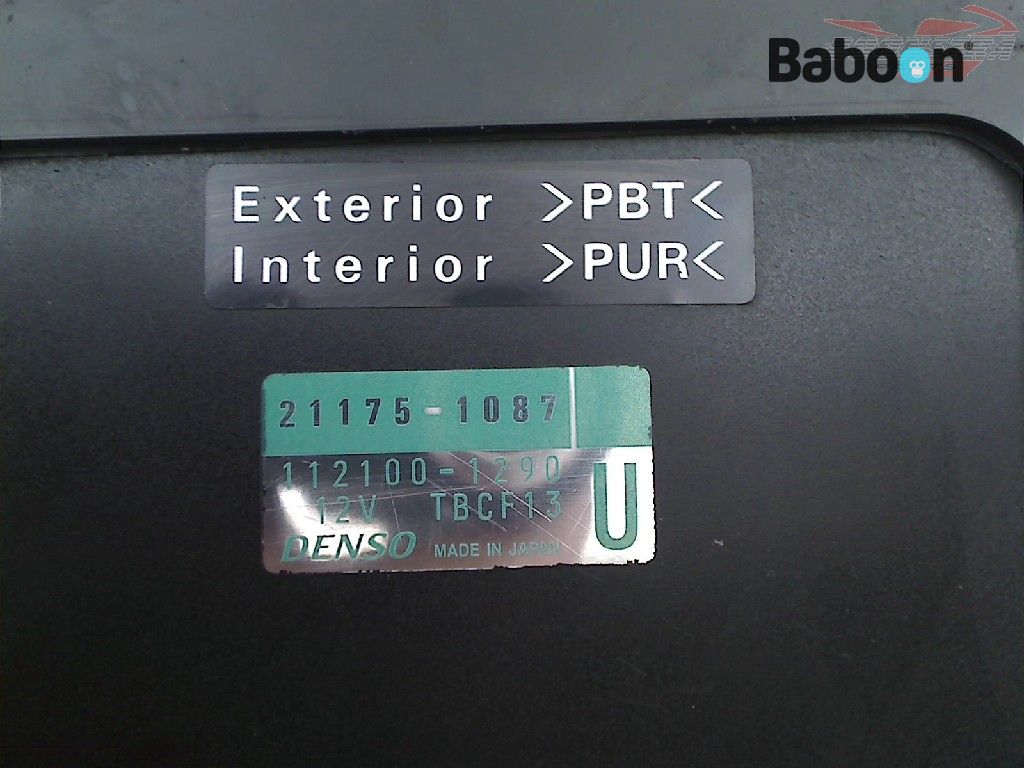 Baboon®
Exterior >PBT<
Interior >PUR<
21175-1087
112100-1290
12V TBCF13
U
DENSO MADE IN JAPAN